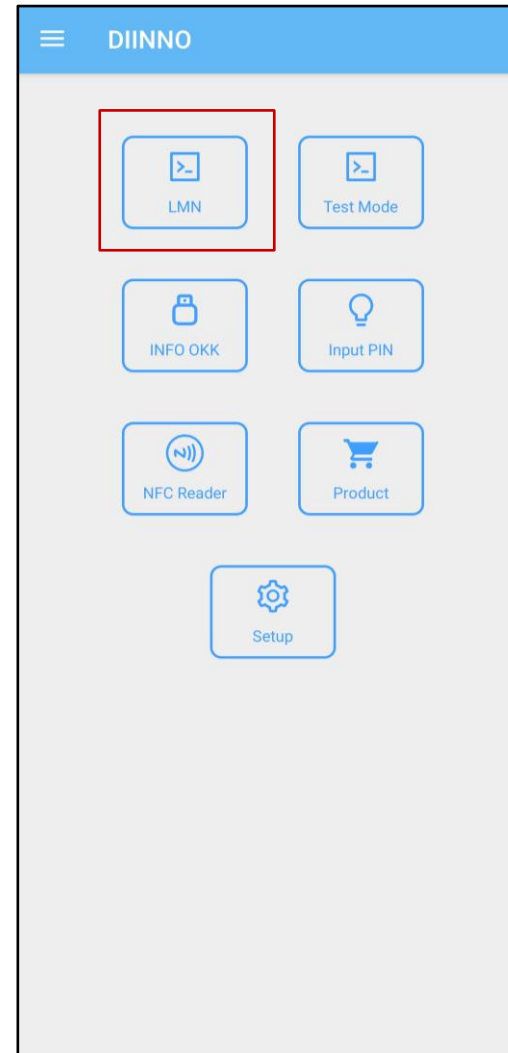 DIINNO
LMN
Test Mode
INFO OKK
Input PIN
NFC Reader
Product
Setup